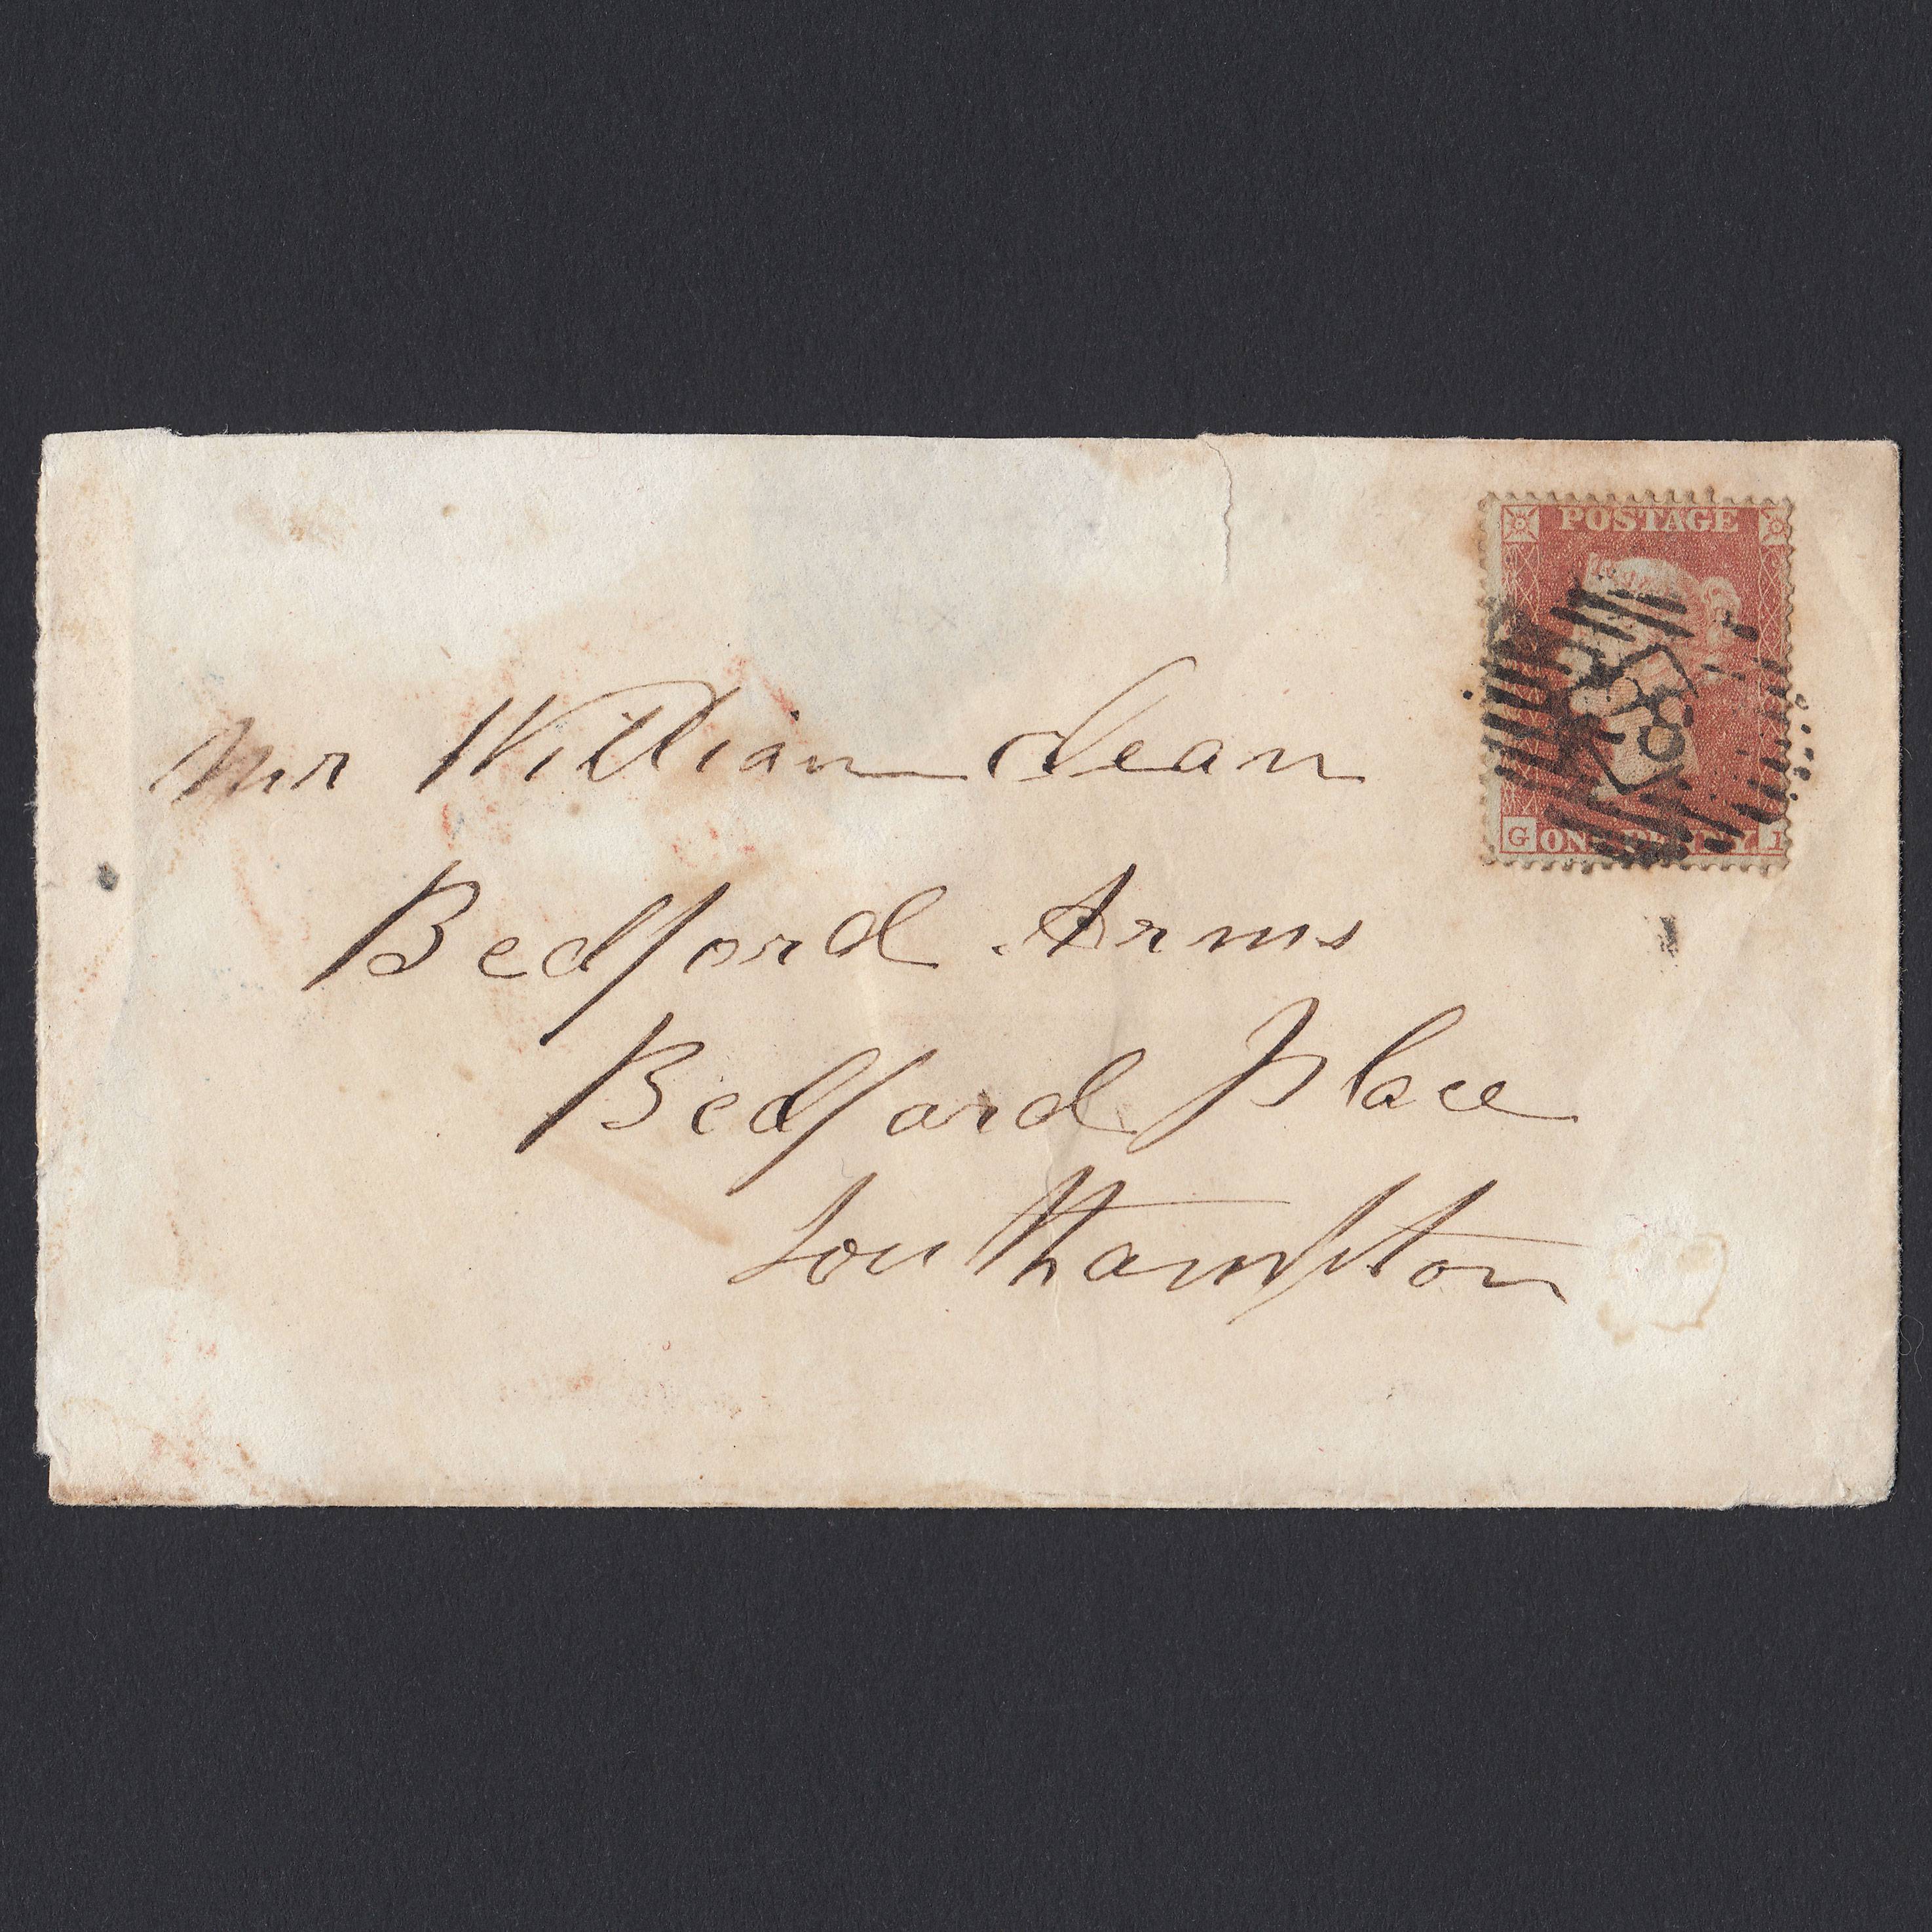 POSTAGE
G ONE PENNY I
Mr William Dean
Bedford Arms
Bedford Place
Southampton